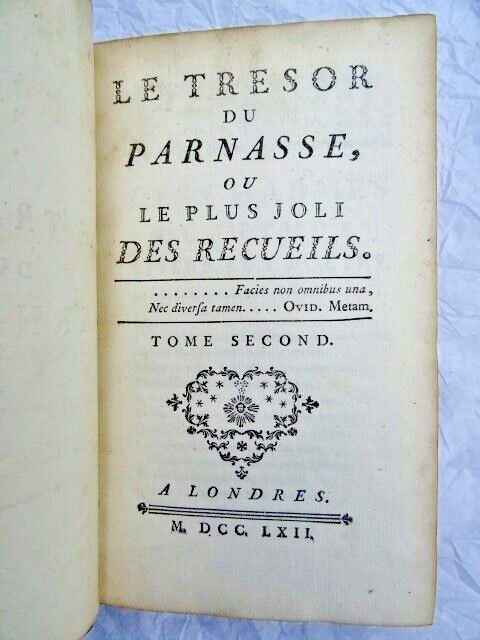 LE TRESOR
DU
PARNASSE,
OU
LE PLUS JOLI
DES RECUEILS.
........ Facies non omnibus una,
Nec diverſa tamen..... OVID. Metam.
TOME SECOND.
A LONDRES.
M. DCC. LXII.